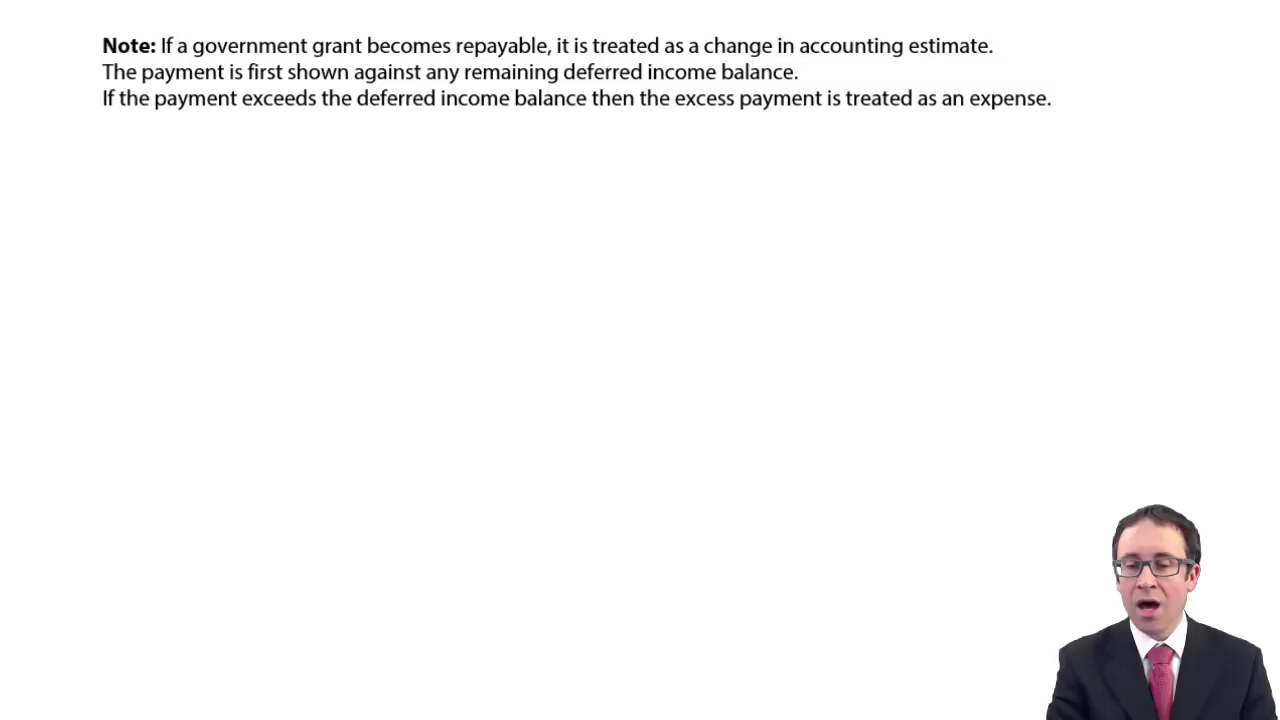 Note: If a government grant becomes repayable, it is treated as a change in accounting estimate.
The payment is first shown against any remaining deferred income balance.
If the payment exceeds the deferred income balance then the excess payment is treated as an expense.